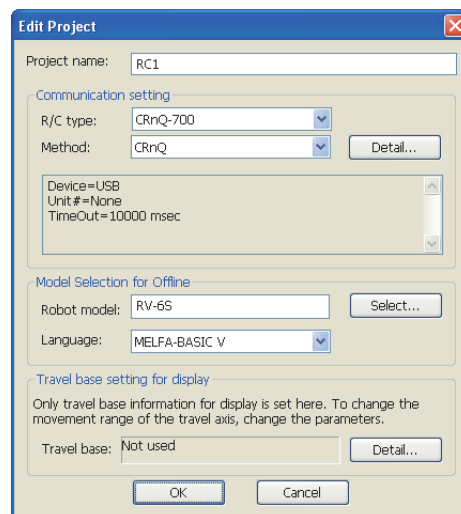 Edit Project
Project name: RC1
Communication setting
R/C type: CRnQ-700
Method: CRnQ Detail...
Device=USB
Unit#=None
TimeOut=10000 msec
Model Selection for Offline
Robot model: RV-6S Select...
Language: MELFA-BASIC V
Travel base setting for display
Only travel base information for display is set here. To change the
movement range of the travel axis, change the parameters.
Travel base: Not used Detail...
OK Cancel